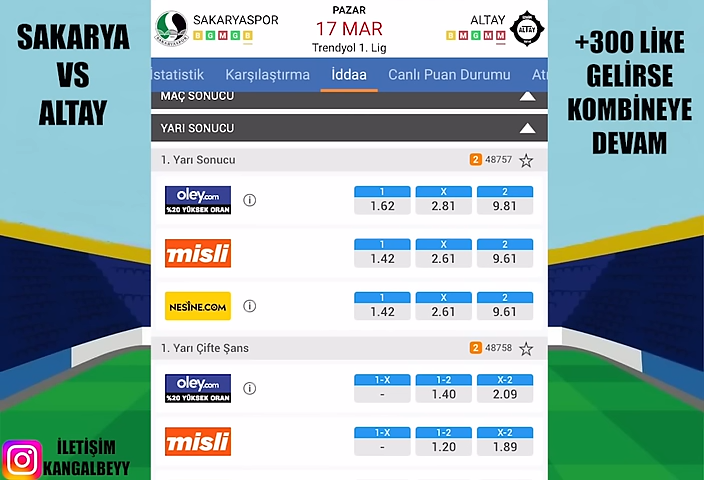 SAKARYA
VS
ALTAY
SAKARYASPOR
B G M G B
PAZAR
17 MAR
Trendyol 1. Lig
ALTAY
B M G M M
ALTAY
+300 LİKE
GELİRSE
KOMBİNEYE
DEVAM
istatistik Karşılaştırma İddaa Canlı Puan Durumu At
MAÇ SONUCU
YARI SONUCU
1. Yarı Sonucu 2 48757
oley.com
%20 YÜKSEK ORAN
1 X 2
1.62 2.81 9.81
misli
1 X 2
1.42 2.61 9.61
NESİNE.COM
1 X 2
1.42 2.61 9.61
1. Yarı Çifte Şans 2 48758
oley.com
%20 YÜKSEK ORAN
1-X 1-2 X-2
- 1.40 2.09
misli
1-X 1-2 X-2
- 1.20 1.89
İLETİŞİM
KANGALBEYY